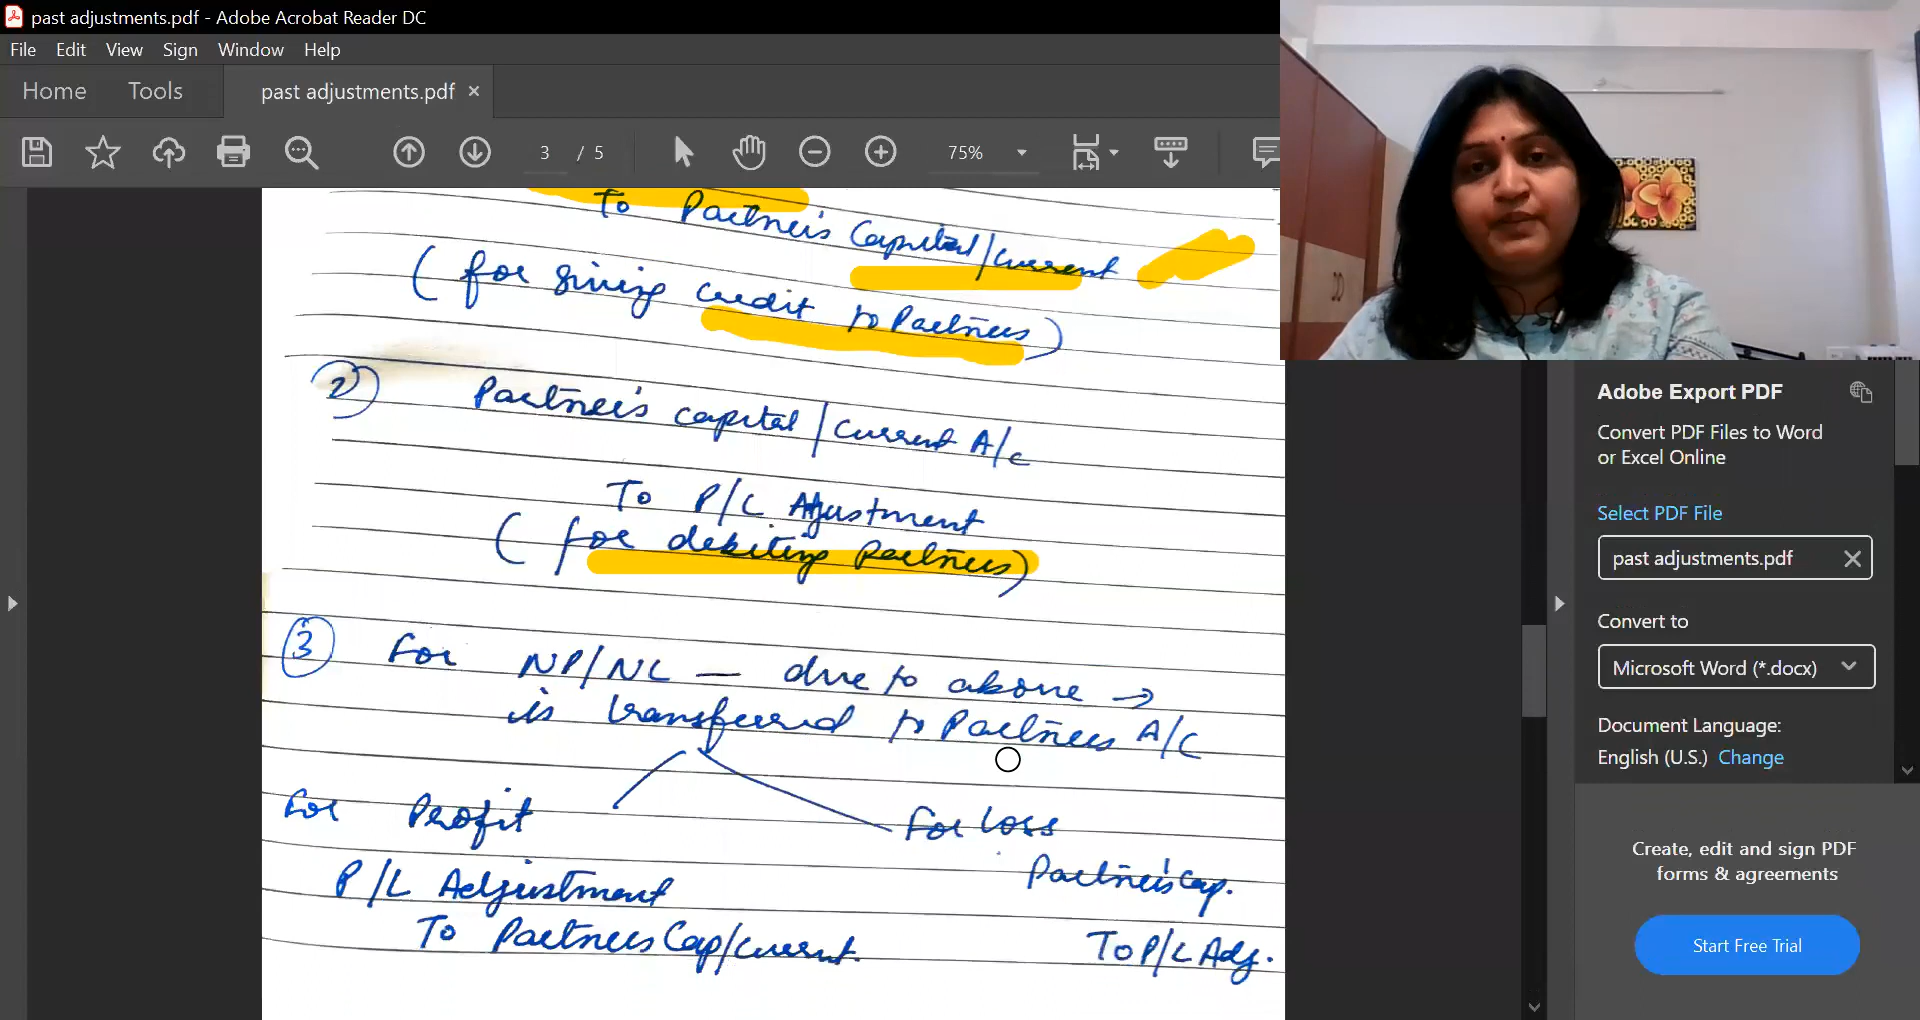 past adjustments.pdf - Adobe Acrobat Reader DC
File Edit View Sign Window Help
Home Tools past adjustments.pdf ×
3 / 5 75%
To Partner's Capital/Current
(for giving credit to Partners)
2) Partner's capital / Current A/c
To P/L Adjustment
(for debiting Partners)
3 For NP/NL — due to above →
is transferred to Partners A/C
For Profit For loss
P/L Adjustment Partner's Cap.
To Partners Cap/current. To P/L Adj.
Adobe Export PDF
Convert PDF Files to Word
or Excel Online
Select PDF File
past adjustments.pdf
Convert to
Microsoft Word (*.docx)
Document Language:
English (U.S.) Change
Create, edit and sign PDF
forms & agreements
Start Free Trial